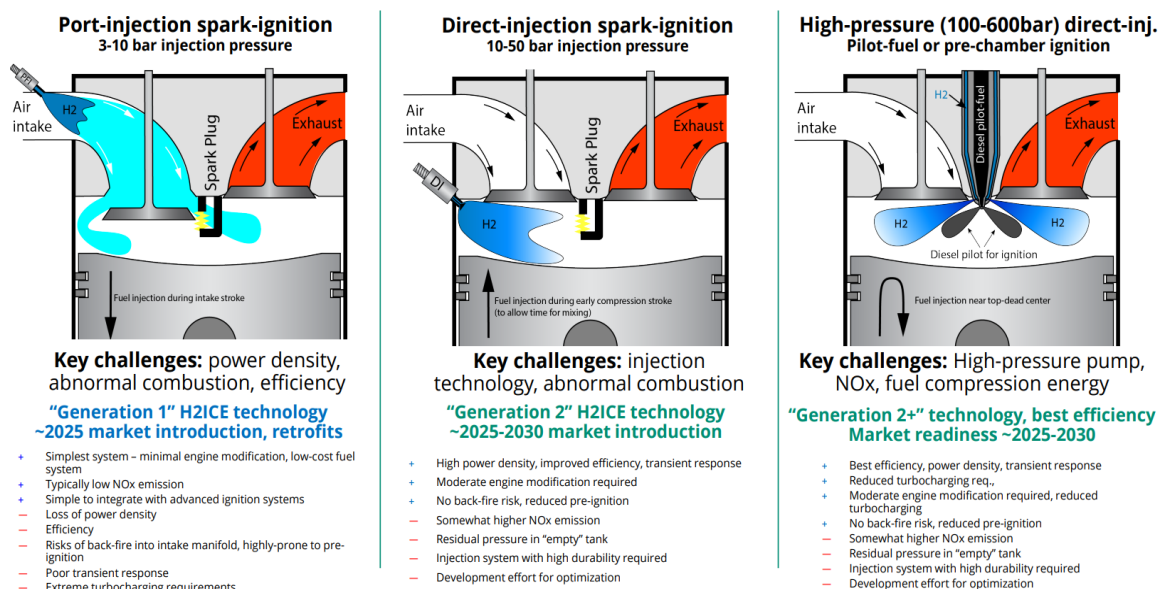 Port-injection spark-ignition
3-10 bar injection pressure
PFI
H2
Air
intake
Spark Plug
Exhaust
Fuel injection during intake stroke
Key challenges: power density,
abnormal combustion, efficiency
“Generation 1” H2ICE technology
~2025 market introduction, retrofits
+ Simplest system – minimal engine modification, low-cost fuel
system
+ Typically low NOx emission
+ Simple to integrate with advanced ignition systems
— Loss of power density
— Efficiency
— Risks of back-fire into intake manifold, highly-prone to pre-
ignition
— Poor transient response
— Extreme turbocharging requirements
Direct-injection spark-ignition
10-50 bar injection pressure
Air
intake
Spark Plug
Exhaust
DI
H2
Fuel injection during early compression stroke
(to allow time for mixing)
Key challenges: injection
technology, abnormal combustion
“Generation 2” H2ICE technology
~2025-2030 market introduction
+ High power density, improved efficiency, transient response
+ Moderate engine modification required
+ No back-fire risk, reduced pre-ignition
— Somewhat higher NOx emission
— Residual pressure in “empty” tank
— Injection system with high durability required
— Development effort for optimization
High-pressure (100-600bar) direct-inj.
Pilot-fuel or pre-chamber ignition
H2
Air
intake
Diesel pilot-fuel
Exhaust
H2
H2
Diesel pilot for ignition
Fuel injection near top-dead center
Key challenges: High-pressure pump,
NOx, fuel compression energy
“Generation 2+” technology, best efficiency
Market readiness ~2025-2030
+ Best efficiency, power density, transient response
+ Reduced turbocharging req.,
+ Moderate engine modification required, reduced
turbocharging
+ No back-fire risk, reduced pre-ignition
— Somewhat higher NOx emission
— Residual pressure in “empty” tank
— Injection system with high durability required
— Development effort for optimization